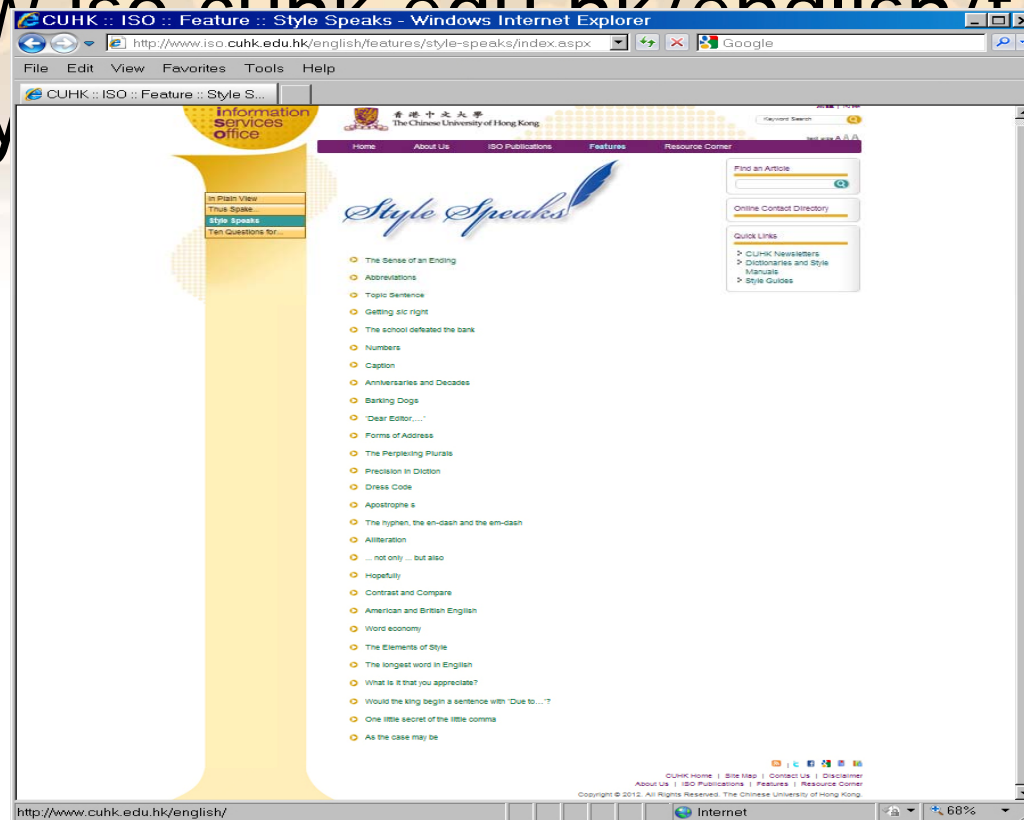 w.iso.cuhk.edu.hk/english/f
y
CUHK :: ISO :: Feature :: Style Speaks - Windows Internet Explorer
http://www.iso.cuhk.edu.hk/english/features/style-speaks/index.aspx
Google
File Edit View Favorites Tools Help
CUHK :: ISO :: Feature :: Style S...
information
services
office
香港中文大學
The Chinese University of Hong Kong
Keyword Search
text size A A A
Home About Us ISO Publications Features Resource Corner
In Plain View
Thus Spake...
Style Speaks
Ten Questions for...
Style Speaks
The Sense of an Ending
Abbreviations
Topic Sentence
Getting sic right
The school defeated the bank
Numbers
Caption
Anniversaries and Decades
Barking Dogs
'Dear Editor,...'
Forms of Address
The Perplexing Plurals
Precision in Diction
Dress Code
Apostrophe s
The hyphen, the en-dash and the em-dash
Alliteration
... not only ... but also
Hopefully
Contrast and Compare
American and British English
Word economy
The Elements of Style
The longest word in English
What is it that you appreciate?
Would the king begin a sentence with 'Due to...'?
One little secret of the little comma
As the case may be
Find an Article
Online Contact Directory
Quick Links
> CUHK Newsletters
> Dictionaries and Style
Manuals
> Style Guides
CUHK Home | Site Map | Contact Us | Disclaimer
About Us | ISO Publications | Features | Resource Corner
Copyright © 2012. All Rights Reserved. The Chinese University of Hong Kong.
http://www.cuhk.edu.hk/english/
Internet
68%